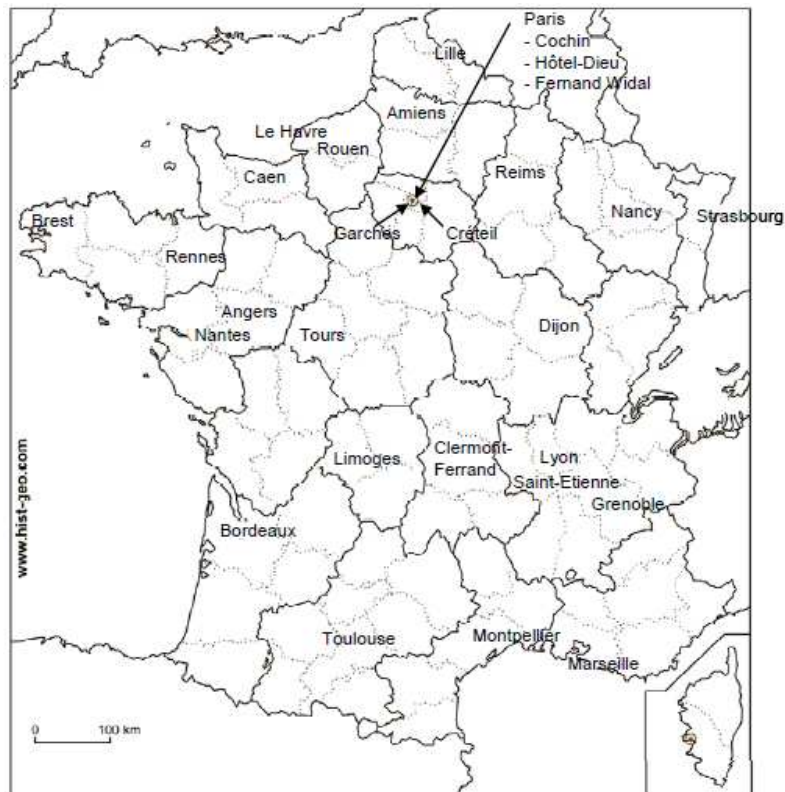 Paris
- Cochin
- Hôtel-Dieu
- Fernand Widal
Lille
Amiens
Le Havre
Rouen
Reims
Caen
Nancy
Strasbourg
Brest
Garches
Créteil
Rennes
Angers
Nantes
Tours
Dijon
Limoges
Clermont-
Ferrand
Lyon
Saint-Etienne
Grenoble
www.hist-geo.com
Bordeaux
Toulouse
Montpellier
Marseille
0 100 km